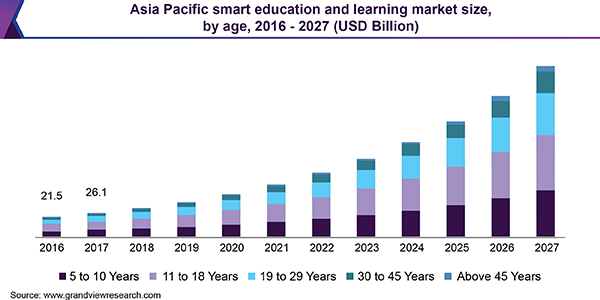 Asia Pacific smart education and learning market size,
by age, 2016 - 2027 (USD Billion)
21.5 26.1
2016 2017 2018 2019 2020 2021 2022 2023 2024 2025 2026 2027
5 to 10 Years 11 to 18 Years 19 to 29 Years 30 to 45 Years Above 45 Years
Source: www.grandviewresearch.com